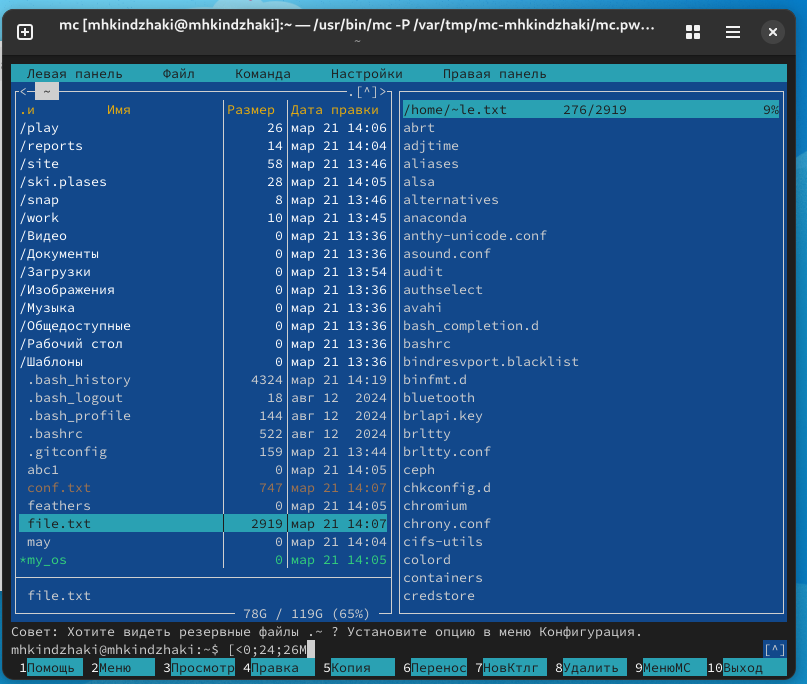 mc [mhkindzhaki@mhkindzhaki]:~ — /usr/bin/mc -P /var/tmp/mc-mhkindzhaki/mc.pw…
~
Левая панель Файл Команда Настройки Правая панель
<─ ~ .[^]>
.и Имя Размер Дата правки
/play 26 мар 21 14:06
/reports 14 мар 21 14:04
/site 58 мар 21 13:46
/ski.plases 28 мар 21 14:05
/snap 8 мар 21 13:46
/work 10 мар 21 13:45
/Видео 0 мар 21 13:36
/Документы 0 мар 21 13:36
/Загрузки 0 мар 21 13:54
/Изображения 0 мар 21 13:36
/Музыка 0 мар 21 13:36
/Общедоступные 0 мар 21 13:36
/Рабочий стол 0 мар 21 13:36
/Шаблоны 0 мар 21 13:36
.bash_history 4324 мар 21 14:19
.bash_logout 18 авг 12 2024
.bash_profile 144 авг 12 2024
.bashrc 522 авг 12 2024
.gitconfig 159 мар 21 13:44
abc1 0 мар 21 14:05
conf.txt 747 мар 21 14:07
feathers 0 мар 21 14:05
file.txt 2919 мар 21 14:07
may 0 мар 21 14:04
*my_os 0 мар 21 14:05
file.txt
78G / 119G (65%)
/home/~le.txt 276/2919 9%
abrt
adjtime
aliases
alsa
alternatives
anaconda
anthy-unicode.conf
asound.conf
audit
authselect
avahi
bash_completion.d
bashrc
bindresvport.blacklist
binfmt.d
bluetooth
brlapi.key
brltty
brltty.conf
ceph
chkconfig.d
chromium
chrony.conf
cifs-utils
colord
containers
credstore
Совет: Хотите видеть резервные файлы .~ ? Установите опцию в меню Конфигурация.
mhkindzhaki@mhkindzhaki:~$ [<0;24;26M [^]
1Помощь 2Меню 3Просмотр 4Правка 5Копия 6Перенос 7НовКтлг 8Удалить 9МенюМС 10Выход